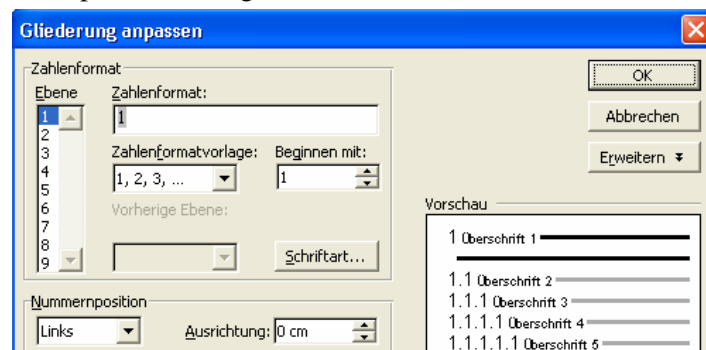 Gliederung anpassen
Zahlenformat
Ebene
Zahlenformat:
1
2
3
4
5
6
7
8
9
1
Zahlenformatvorlage:
Beginnen mit:
1, 2, 3, ...
1
Vorherige Ebene:
Schriftart...
Nummernposition
Links
Ausrichtung:
0 cm
OK
Abbrechen
Erweitern
Vorschau
1 Überschrift 1
1.1 Überschrift 2
1.1.1 Überschrift 3
1.1.1.1 Überschrift 4
1.1.1.1.1 Überschrift 5